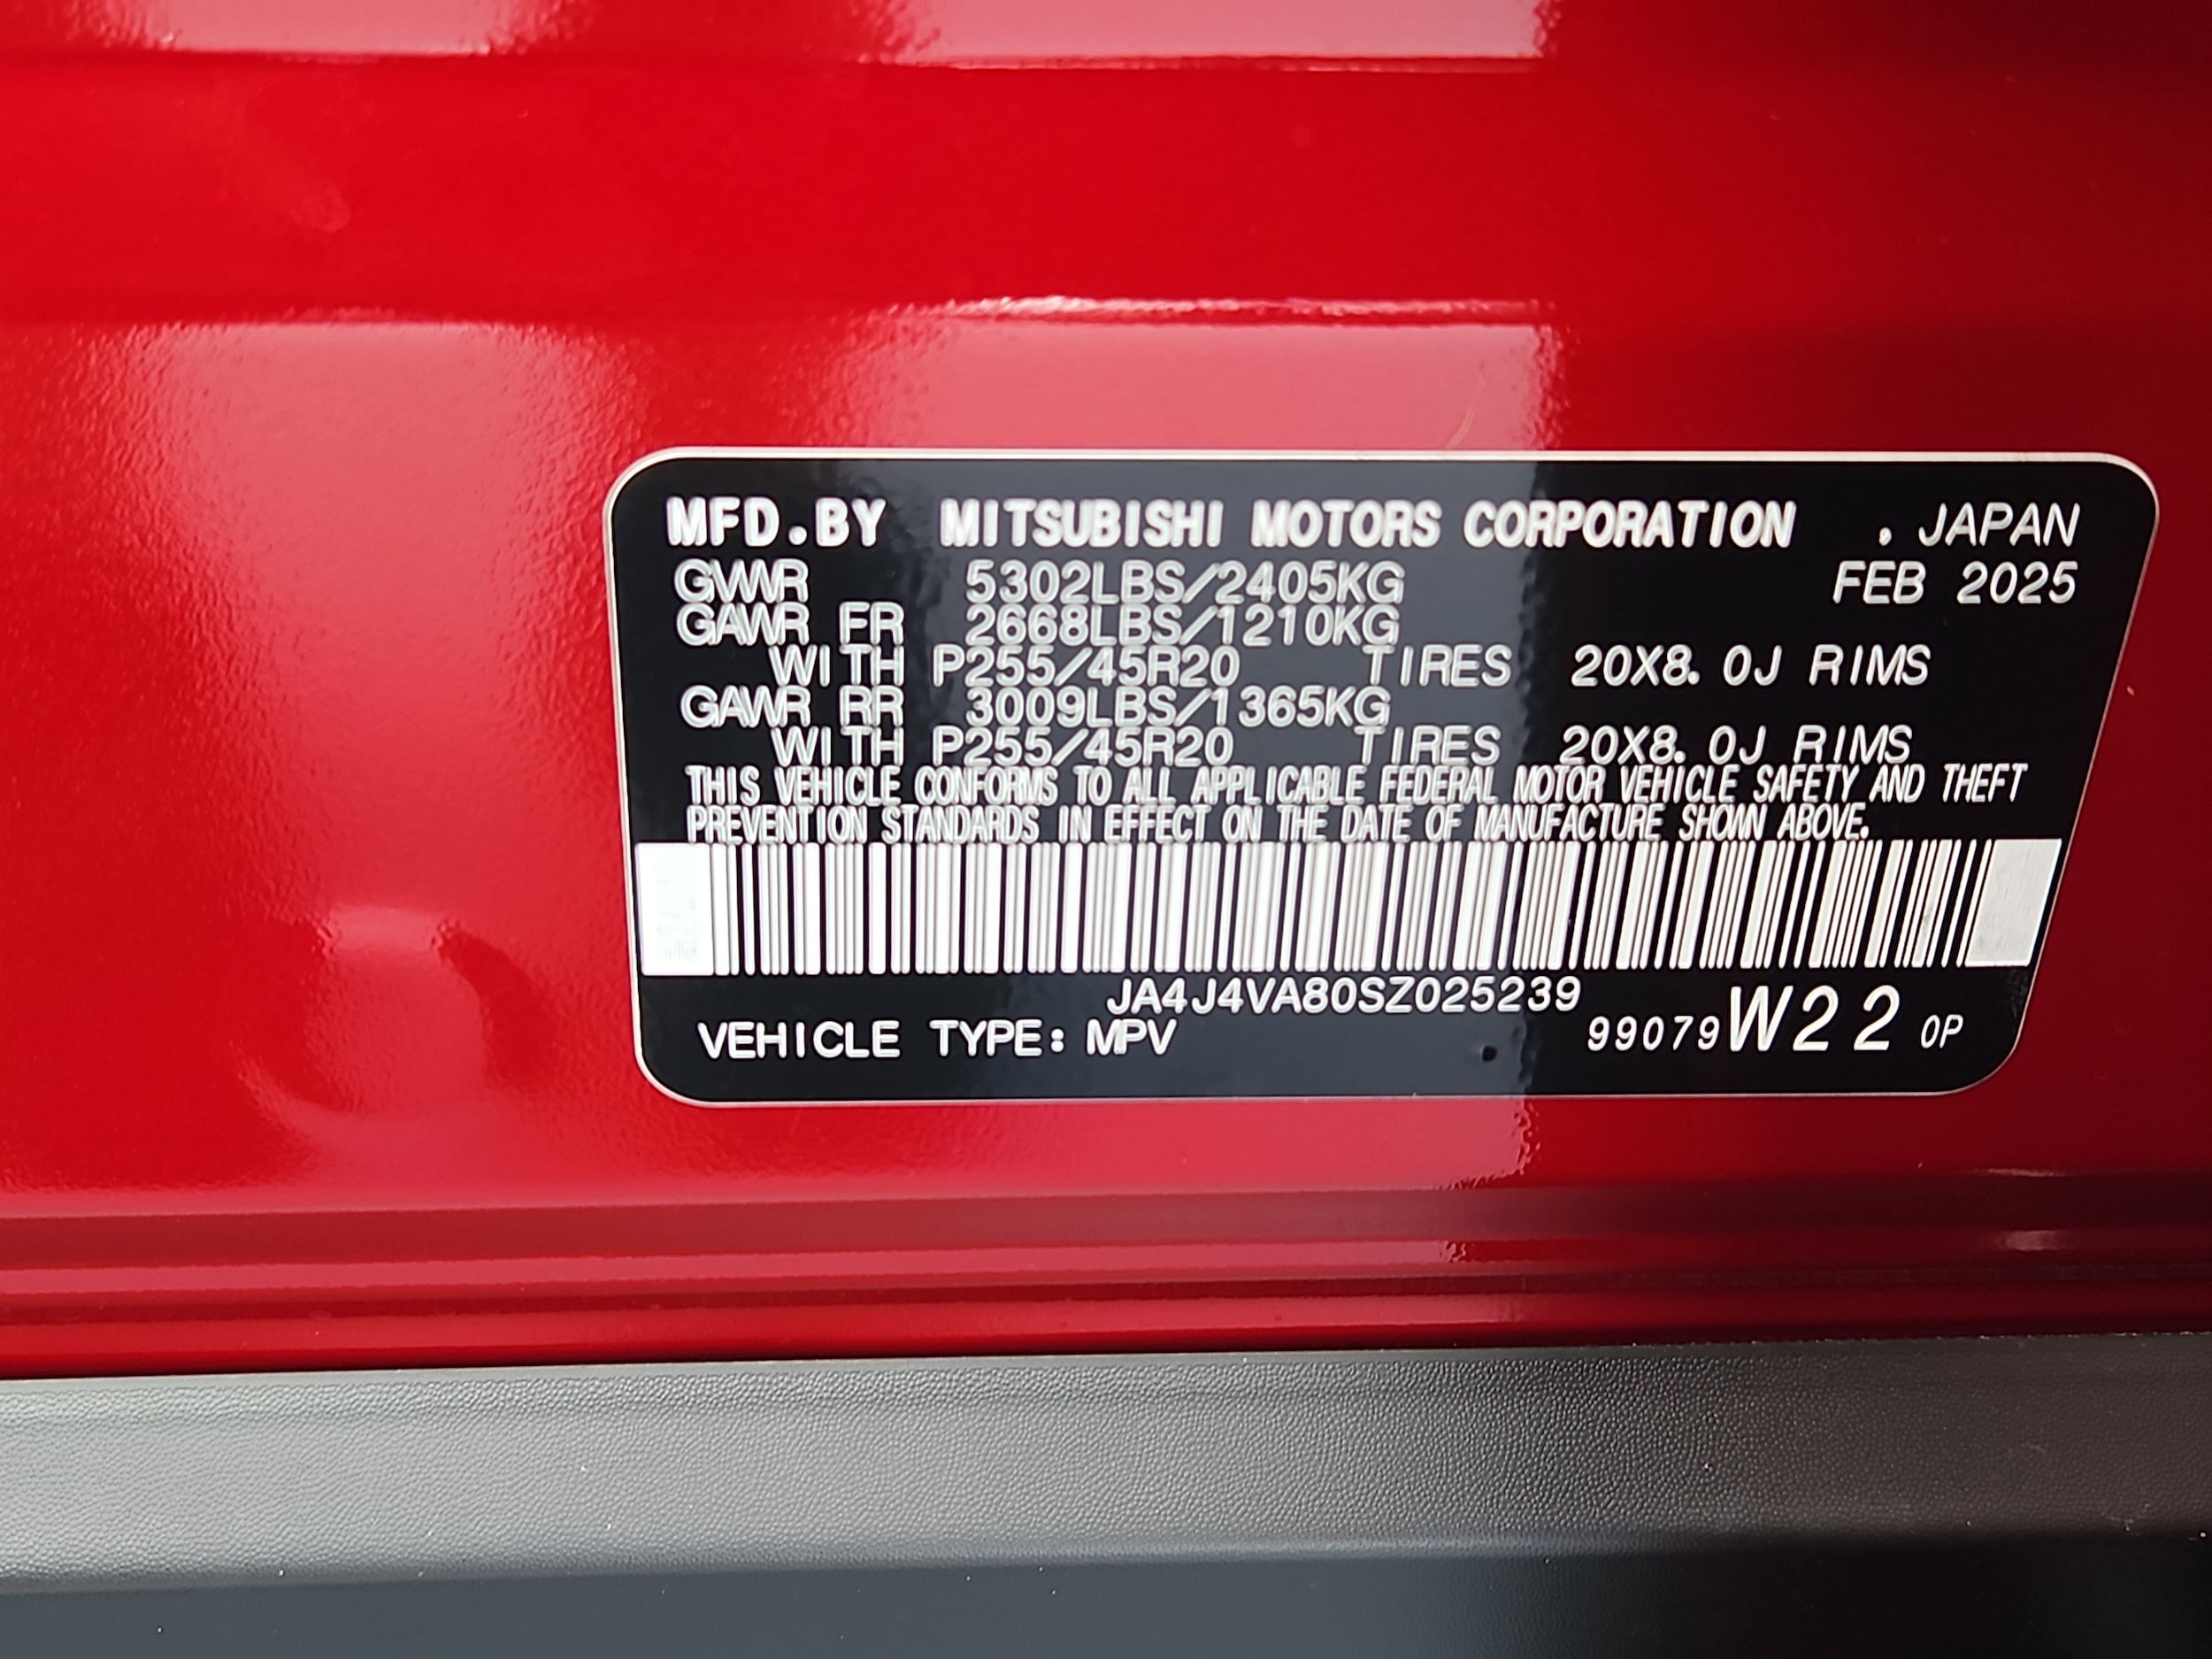 MFD.BY MITSUBISHI MOTORS CORPORATION . JAPAN
GVWR 5302LBS/2405KG FEB 2025
GAWR FR 2668LBS/1210KG
WITH P255/45R20 TIRES 20X8.0J RIMS
GAWR RR 3009LBS/1365KG
WITH P255/45R20 TIRES 20X8.0J RIMS
THIS VEHICLE CONFORMS TO ALL APPLICABLE FEDERAL MOTOR VEHICLE SAFETY AND THEFT
PREVENTION STANDARDS IN EFFECT ON THE DATE OF MANUFACTURE SHOWN ABOVE.
JA4J4VA80SZ025239
VEHICLE TYPE: MPV 99079W22 0P